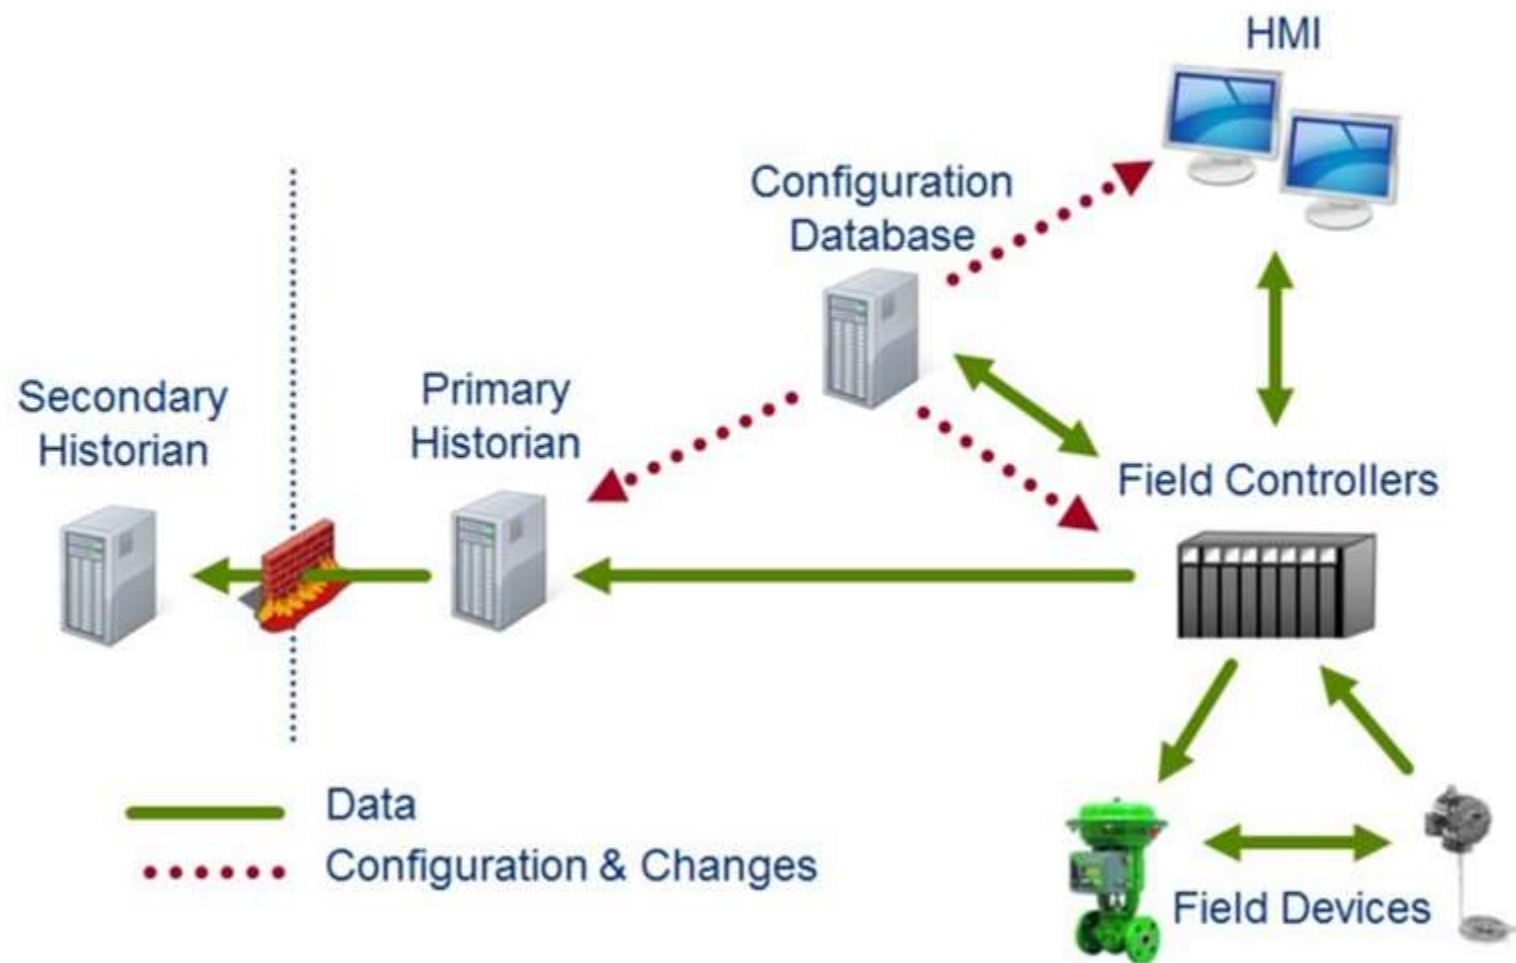 HMI
Configuration
Database
Secondary
Historian
Primary
Historian
Field Controllers
Data
Configuration & Changes
Field Devices